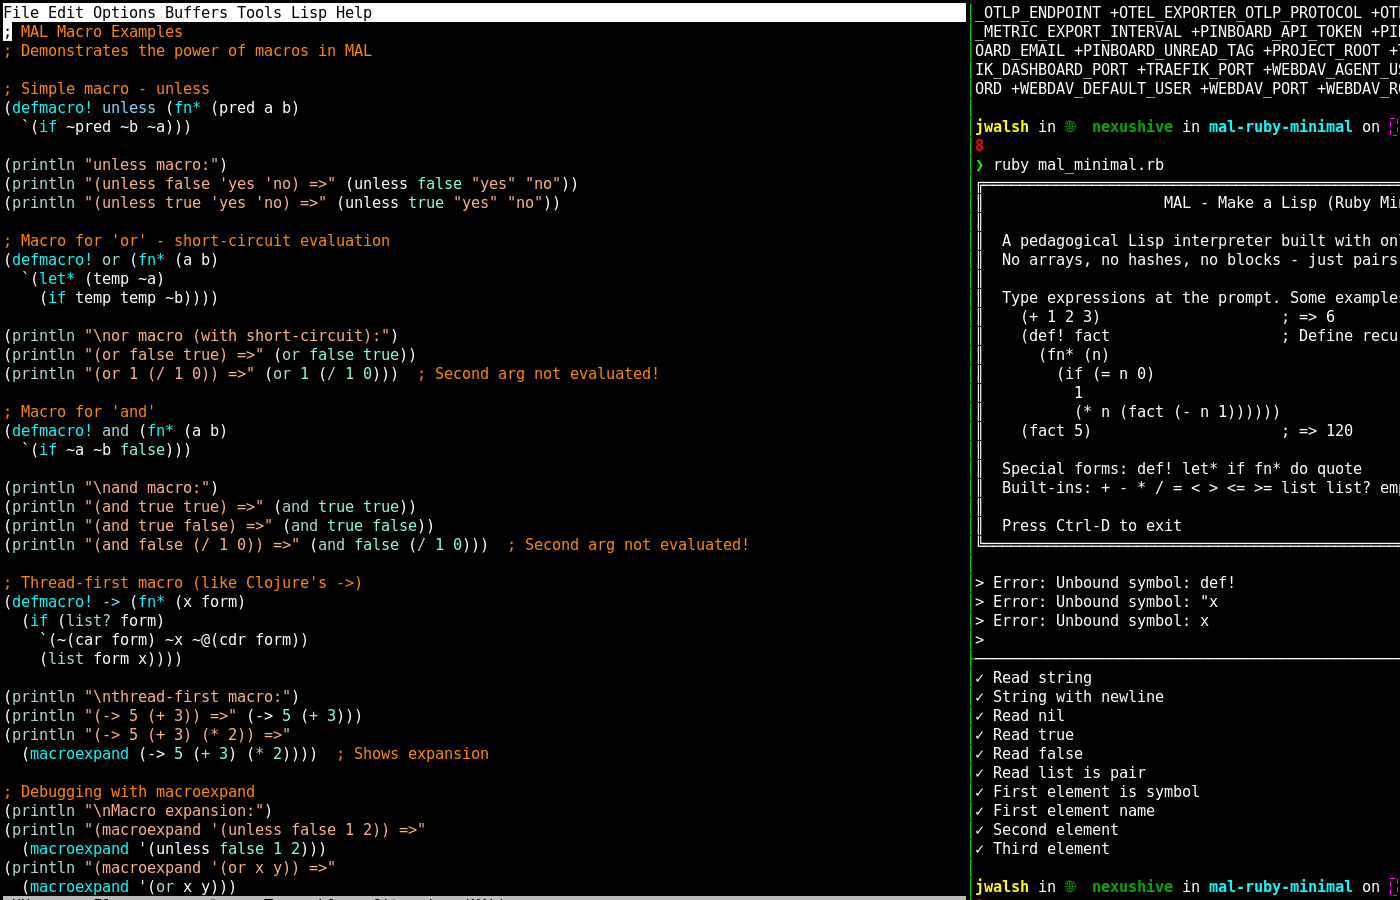 File Edit Options Buffers Tools Lisp Help
; MAL Macro Examples
; Demonstrates the power of macros in MAL
; Simple macro - unless
(defmacro! unless (fn* (pred a b)
  `(if ~pred ~b ~a)))
(println "unless macro:")
(println "(unless false 'yes 'no) =>" (unless false "yes" "no"))
(println "(unless true 'yes 'no) =>" (unless true "yes" "no"))
; Macro for 'or' - short-circuit evaluation
(defmacro! or (fn* (a b)
  `(let* (temp ~a)
    (if temp temp ~b))))
(println "\nor macro (with short-circuit):")
(println "(or false true) =>" (or false true))
(println "(or 1 (/ 1 0)) =>" (or 1 (/ 1 0)))  ; Second arg not evaluated!
; Macro for 'and'
(defmacro! and (fn* (a b)
  `(if ~a ~b false)))
(println "\nand macro:")
(println "(and true true) =>" (and true true))
(println "(and true false) =>" (and true false))
(println "(and false (/ 1 0)) =>" (and false (/ 1 0)))  ; Second arg not evaluated!
; Thread-first macro (like Clojure's ->)
(defmacro! -> (fn* (x form)
  (if (list? form)
    `(~(car form) ~x ~@(cdr form))
    (list form x))))
(println "\nthread-first macro:")
(println "(-> 5 (+ 3)) =>" (-> 5 (+ 3)))
(println "(-> 5 (+ 3) (* 2)) =>"
  (macroexpand (-> 5 (+ 3) (* 2))))  ; Shows expansion
; Debugging with macroexpand
(println "\nMacro expansion:")
(println "(macroexpand '(unless false 1 2)) =>"
  (macroexpand '(unless false 1 2)))
(println "(macroexpand '(or x y)) =>"
  (macroexpand '(or x y)))
_OTLP_ENDPOINT +OTEL_EXPORTER_OTLP_PROTOCOL +OTE
_METRIC_EXPORT_INTERVAL +PINBOARD_API_TOKEN +PIN
OARD_EMAIL +PINBOARD_UNREAD_TAG +PROJECT_ROOT +
IK_DASHBOARD_PORT +TRAEFIK_PORT +WEBDAV_AGENT_US
ORD +WEBDAV_DEFAULT_USER +WEBDAV_PORT +WEBDAV_RO
jwalsh in 🌐 nexushive in mal-ruby-minimal on
8
❯ ruby mal_minimal.rb
MAL - Make a Lisp (Ruby Min
A pedagogical Lisp interpreter built with on
No arrays, no hashes, no blocks - just pairs
Type expressions at the prompt. Some example
(+ 1 2 3)                    ; => 6
(def! fact                   ; Define recu
  (fn* (n)
    (if (= n 0)
      1
      (* n (fact (- n 1))))))
(fact 5)                     ; => 120
Special forms: def! let* if fn* do quote
Built-ins: + - * / = < > <= >= list list? emp
Press Ctrl-D to exit
> Error: Unbound symbol: def!
> Error: Unbound symbol: "x
> Error: Unbound symbol: x
>
✓ Read string
✓ String with newline
✓ Read nil
✓ Read true
✓ Read false
✓ Read list is pair
✓ First element is symbol
✓ First element name
✓ Second element
✓ Third element
jwalsh in 🌐 nexushive in mal-ruby-minimal on